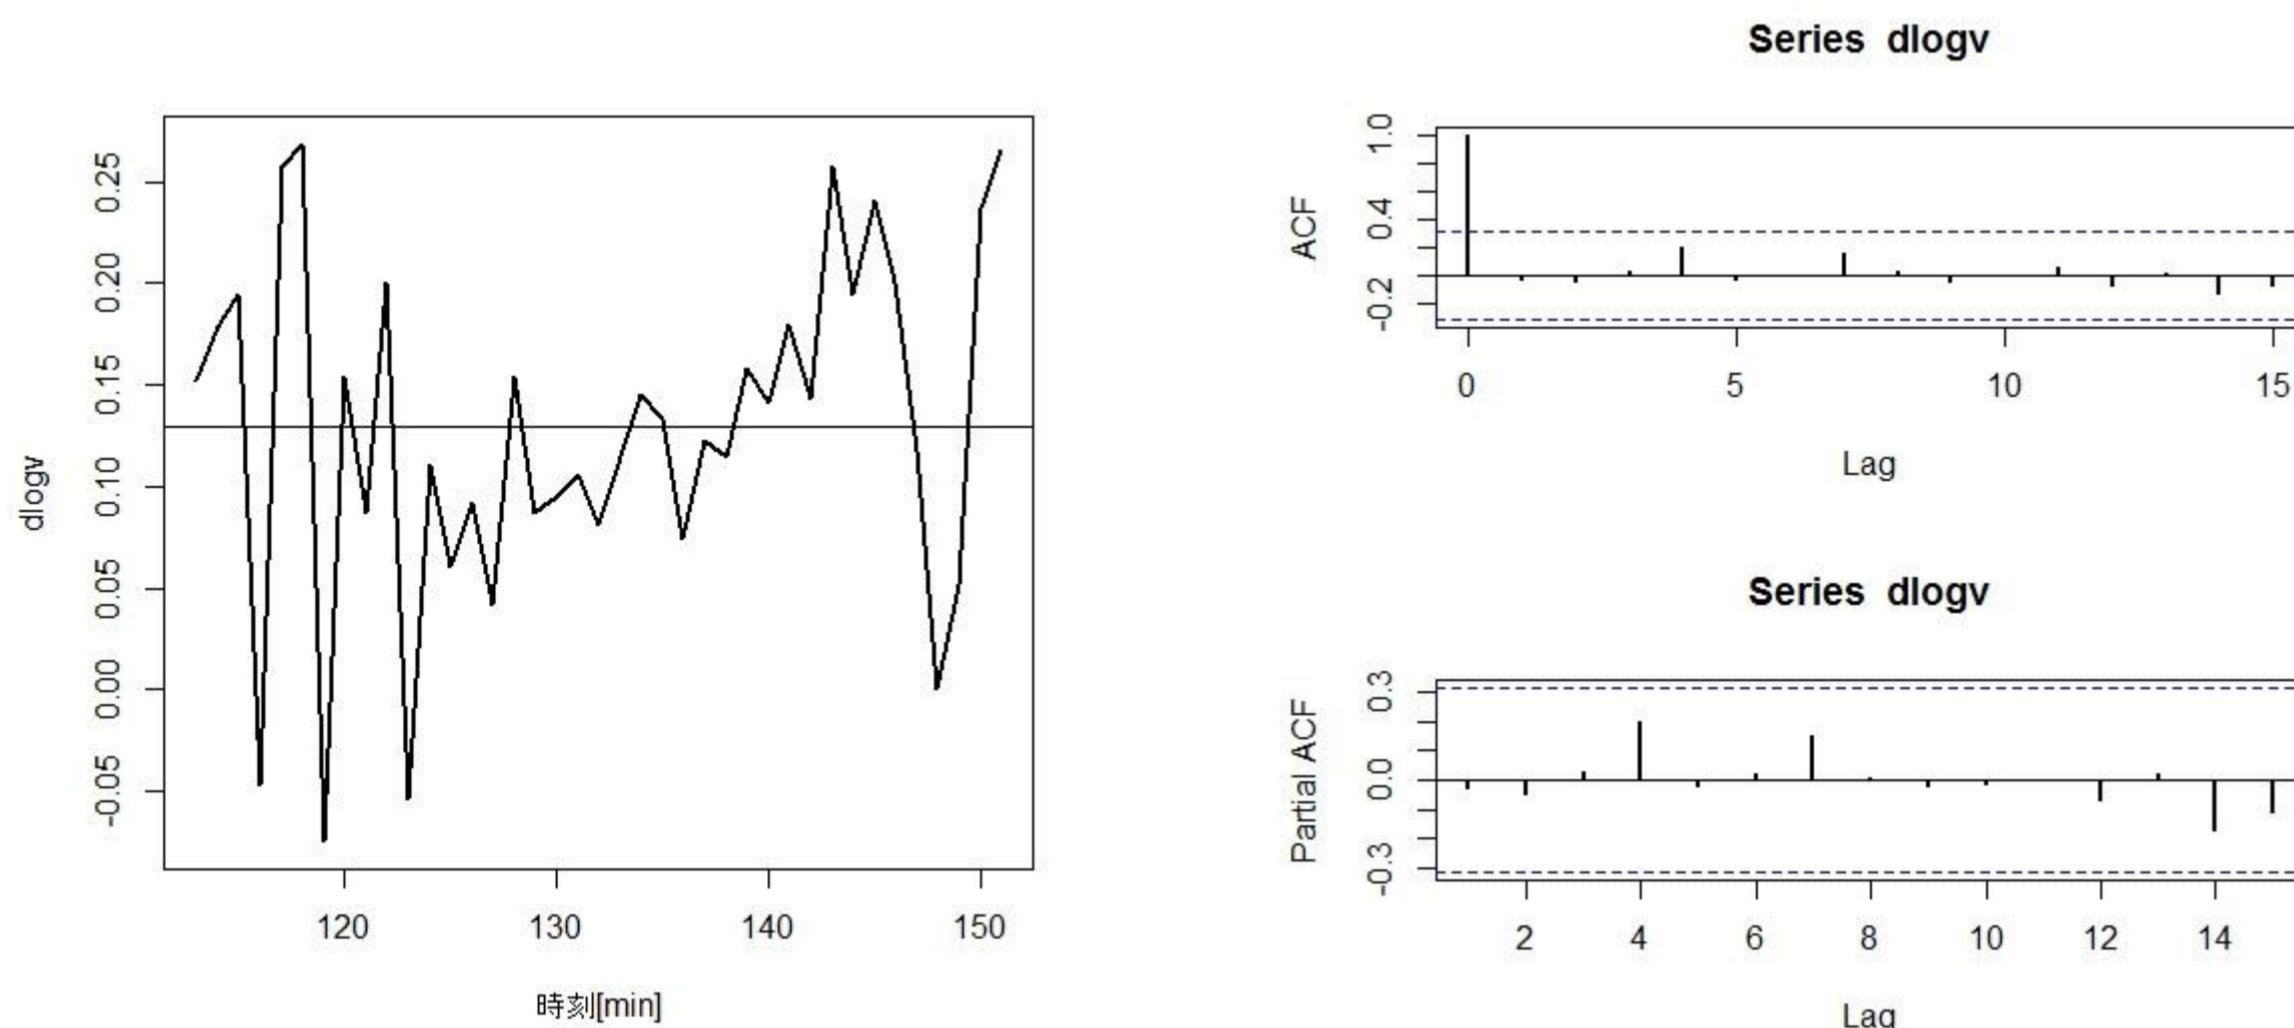 dlogv
0.25
0.20
0.15
0.10
0.05
0.00
-0.05
120 130 140 150
時刻[min]
Series dlogv
ACF
1.0
0.4
-0.2
0 5 10 15
Lag
Series dlogv
Partial ACF
0.3
0.0
-0.3
2 4 6 8 10 12 14
Lag